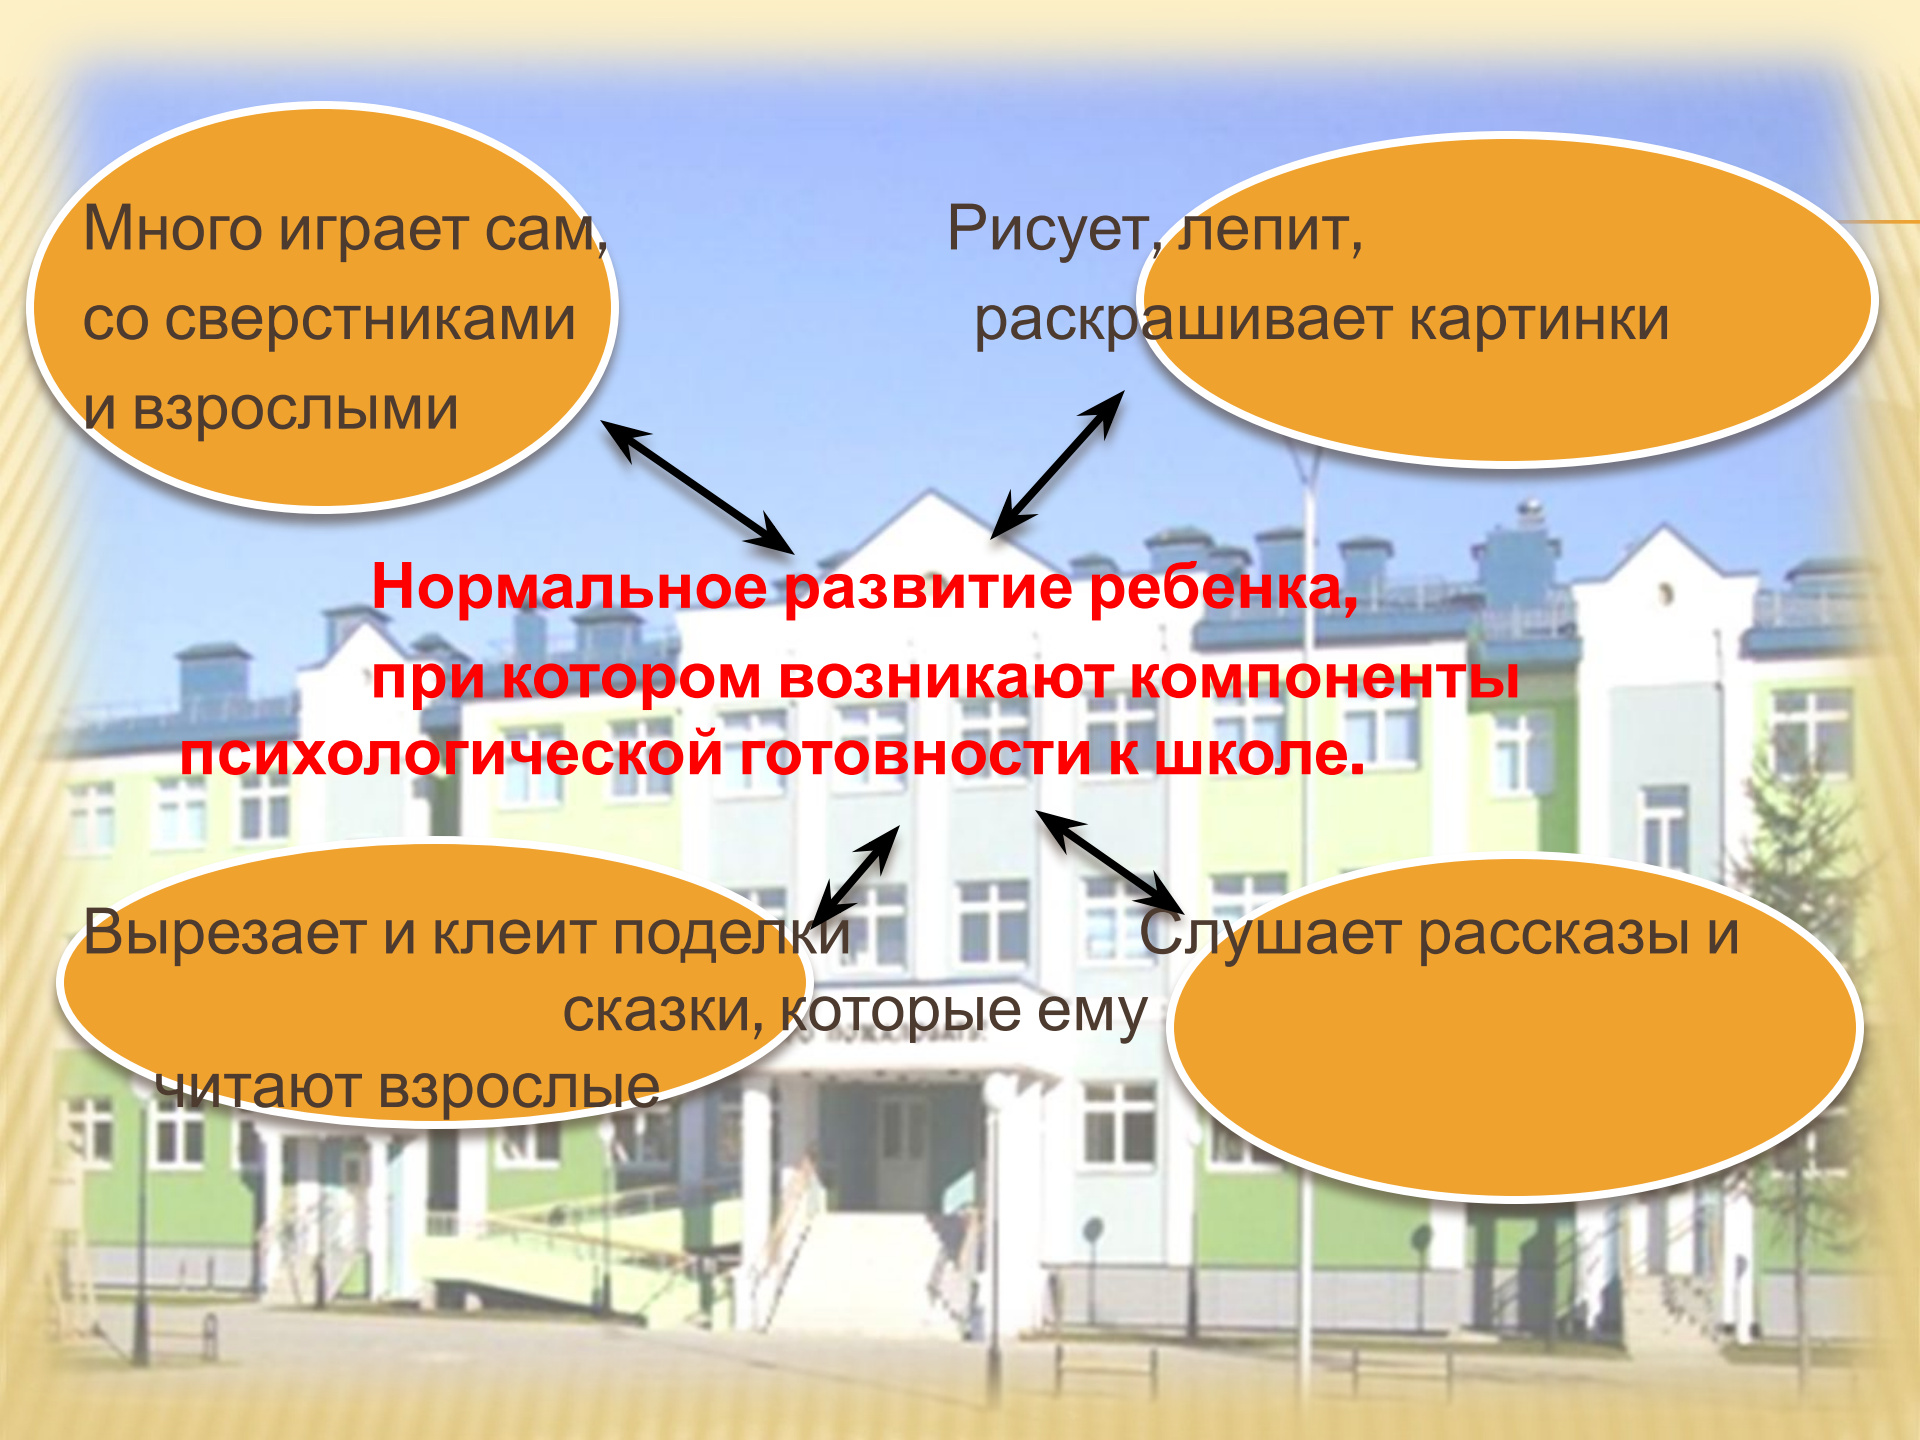 Много играет сам, Рисует, лепит,
со сверстниками раскрашивает картинки
и взрослыми
Нормальное развитие ребенка,
при котором возникают компоненты
психологической готовности к школе.
Вырезает и клеит поделки Слушает рассказы и
сказки, которые ему
читают взрослые